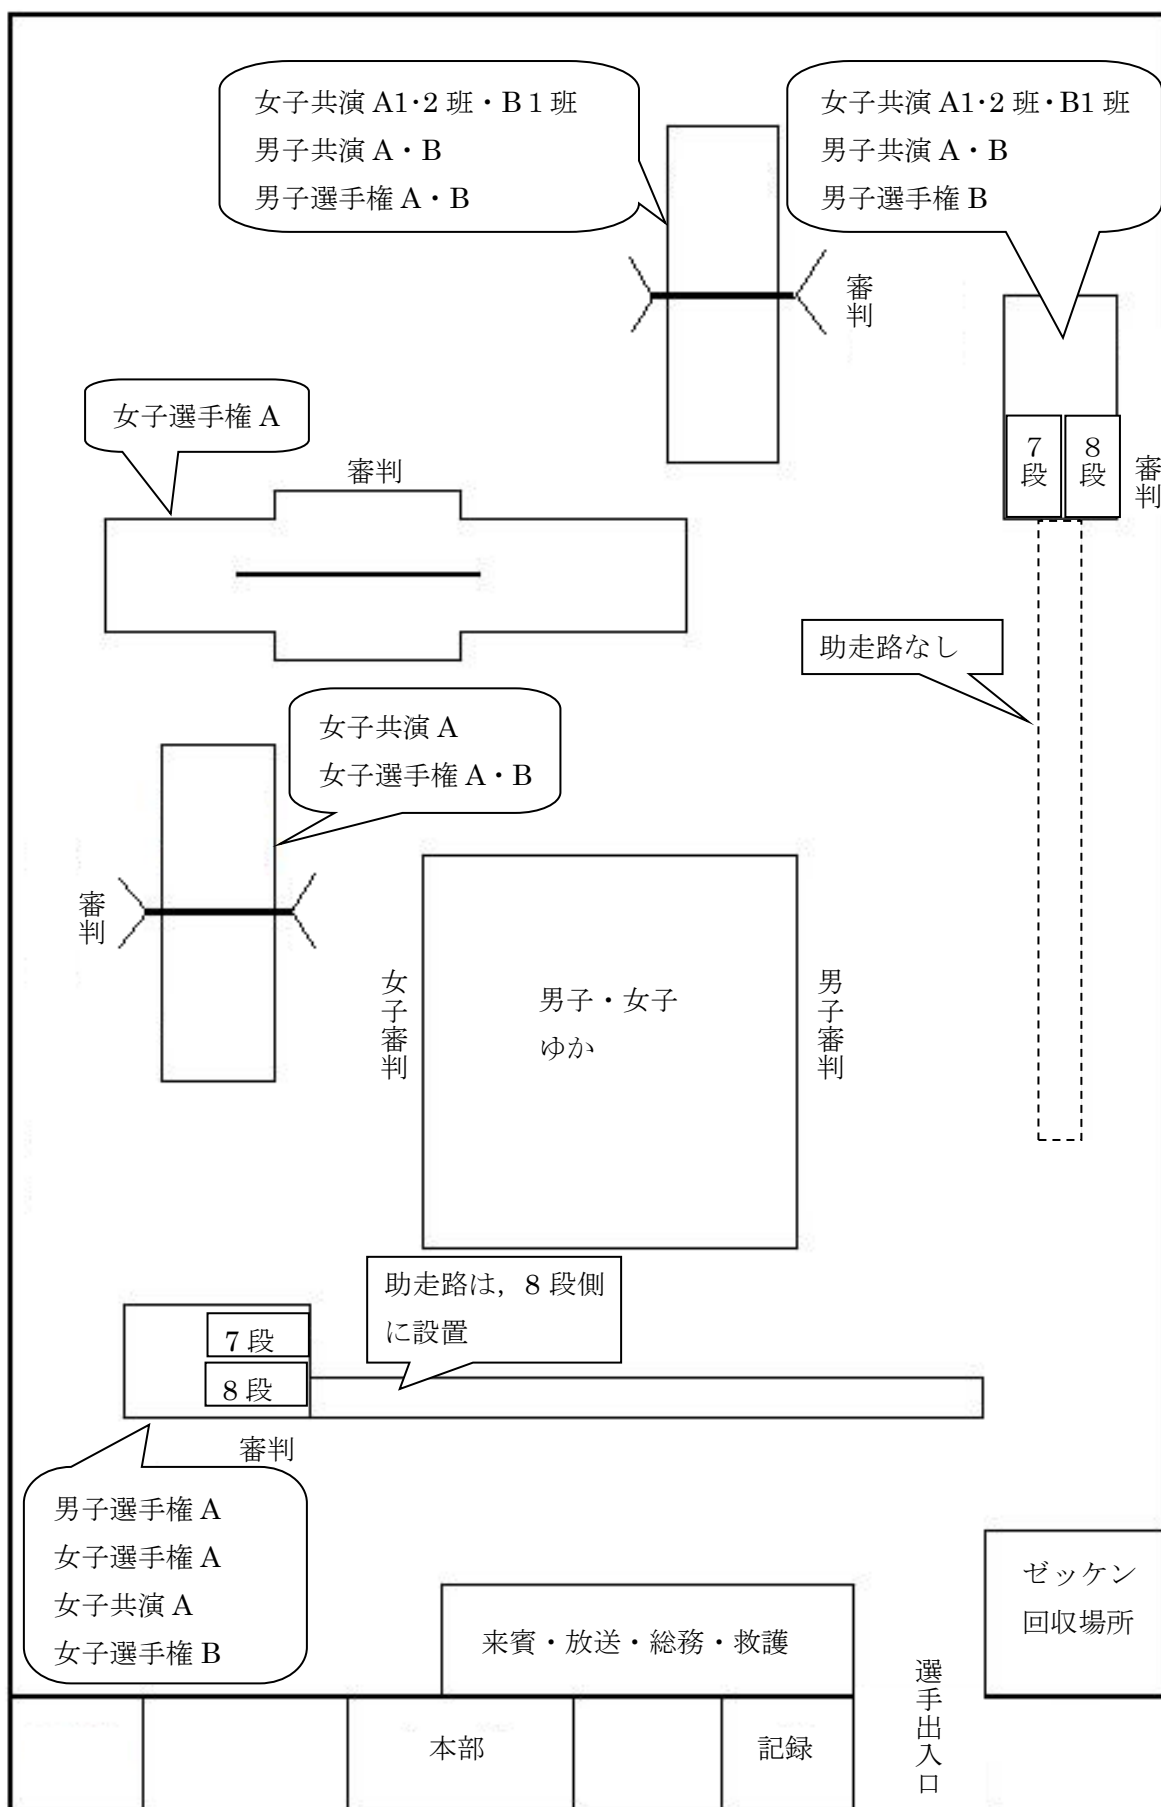 女子共演 A1･2 班・B 1 班
男子共演 A・B
男子選手権 A・B
女子共演 A1･2 班･B1 班
男子共演 A・B
男子選手権 B
審判
女子選手権 A
審判
7段
8段
審判
助走路なし
女子共演 A
女子選手権 A・B
審判
女子審判
男子・女子
ゆか
男子審判
助走路は，8 段側
に設置
7 段
8 段
審判
男子選手権 A
女子選手権 A
女子共演 A
女子選手権 B
ゼッケン
回収場所
来賓・放送・総務・救護
選手出入口
本部
記録